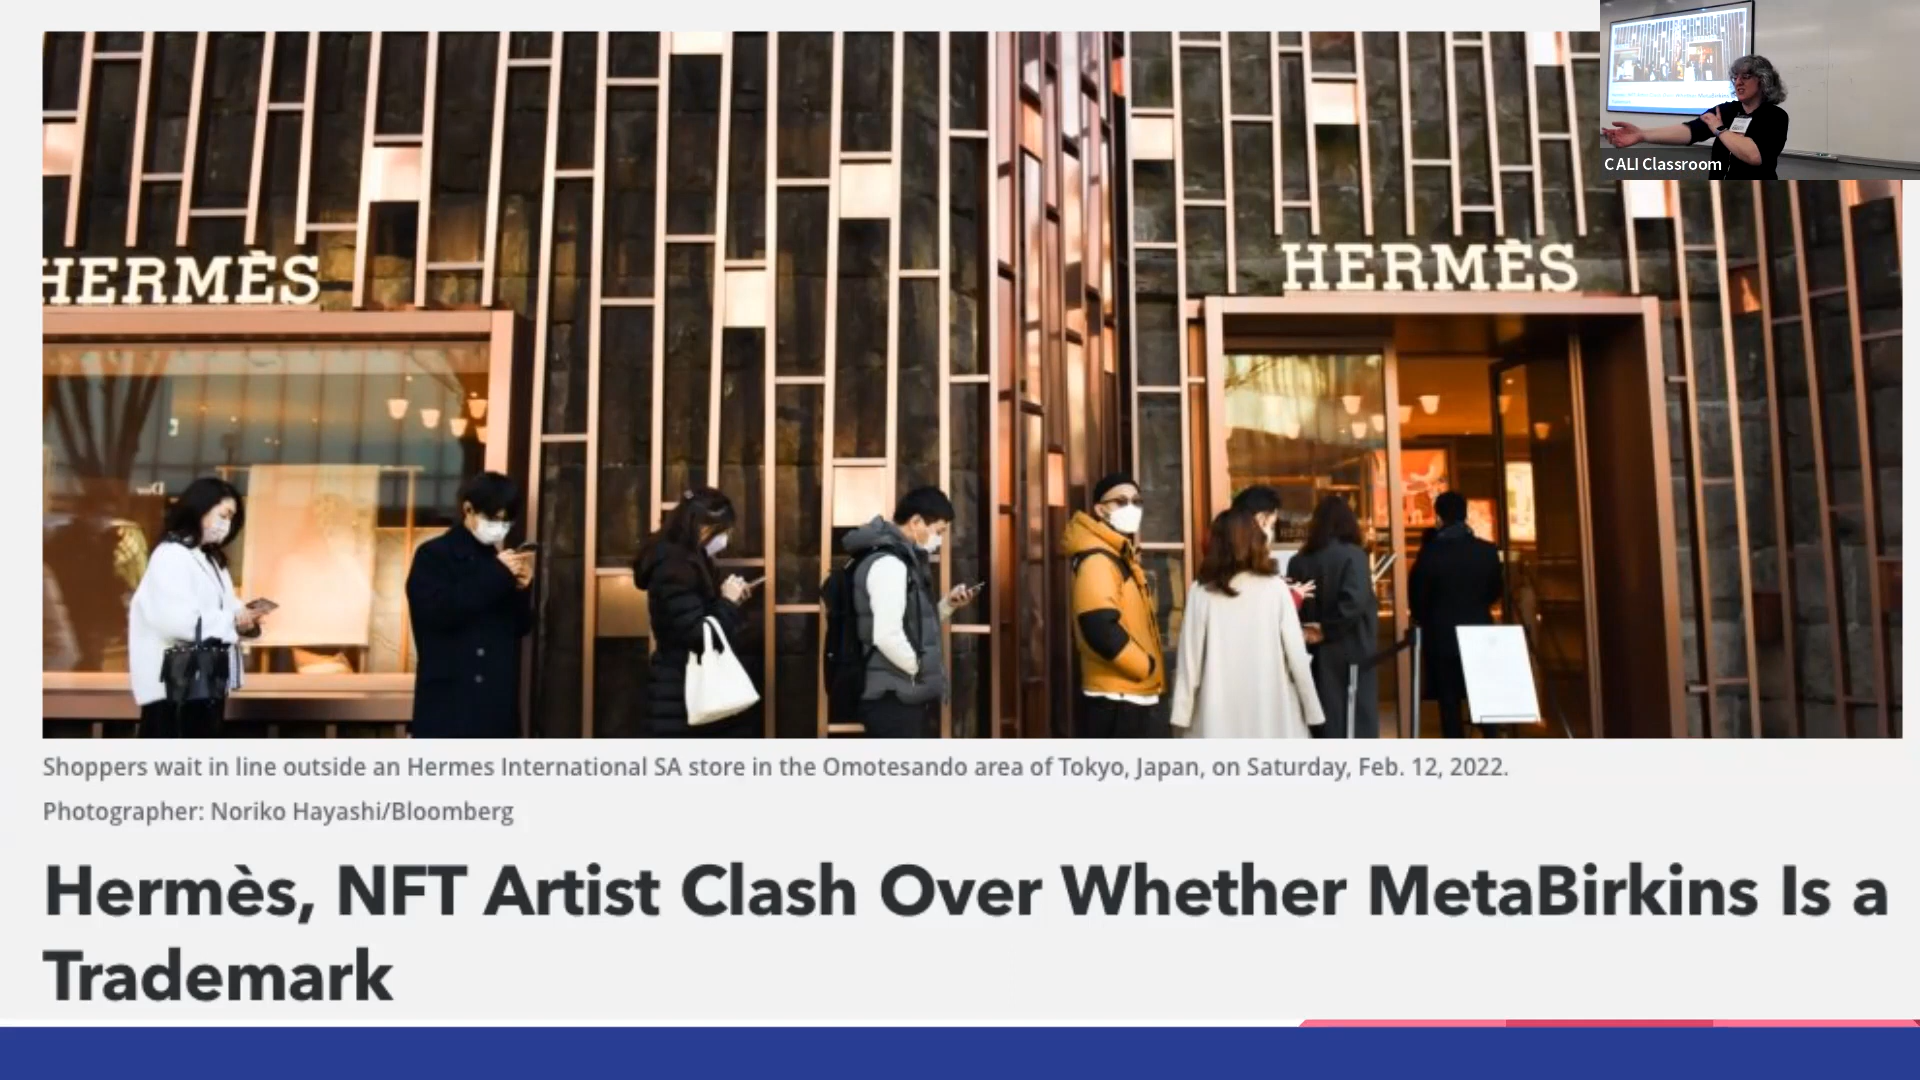 HERMÈS
HERMÈS
CALI Classroom
Shoppers wait in line outside an Hermes International SA store in the Omotesando area of Tokyo, Japan, on Saturday, Feb. 12, 2022.
Photographer: Noriko Hayashi/Bloomberg
Hermès, NFT Artist Clash Over Whether MetaBirkins Is a
Trademark